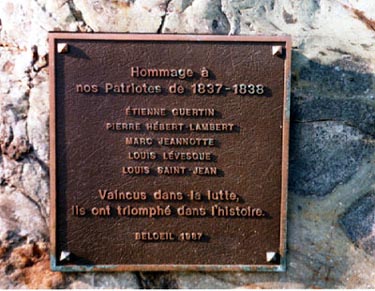 Hommage à
nos Patriotes de 1837-1838
ÉTIENNE GUERTIN
PIERRE HÉBERT-LAMBERT
MARC JEANNOTTE
LOUIS LÉVESQUE
LOUIS SAINT-JEAN
Vaincus dans la lutte,
ils ont triomphé dans l'histoire.
BELOEIL 1987